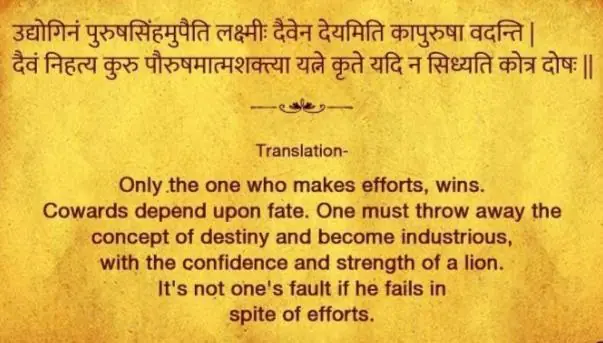 उद्योगिनं पुरुषसिंहमुपैति लक्ष्मीः दैवेन देयमिति कापुरुषा वदन्ति |
दैवं निहत्य कुरु पौरुषमात्मशक्त्या यत्ने कृते यदि न सिध्यति कोत्र दोषः ||
Translation-
Only the one who makes efforts, wins.
Cowards depend upon fate. One must throw away the
concept of destiny and become industrious,
with the confidence and strength of a lion.
It's not one's fault if he fails in
spite of efforts.